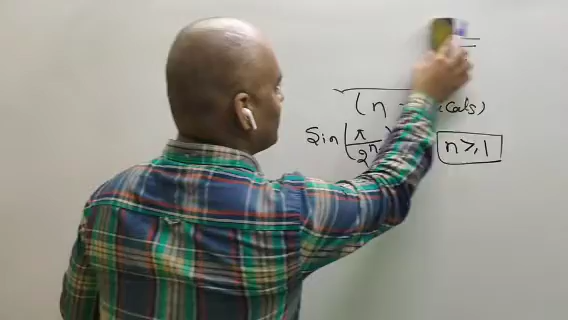 (n - cals)
Sin(π/2ⁿ) n ≥ 1